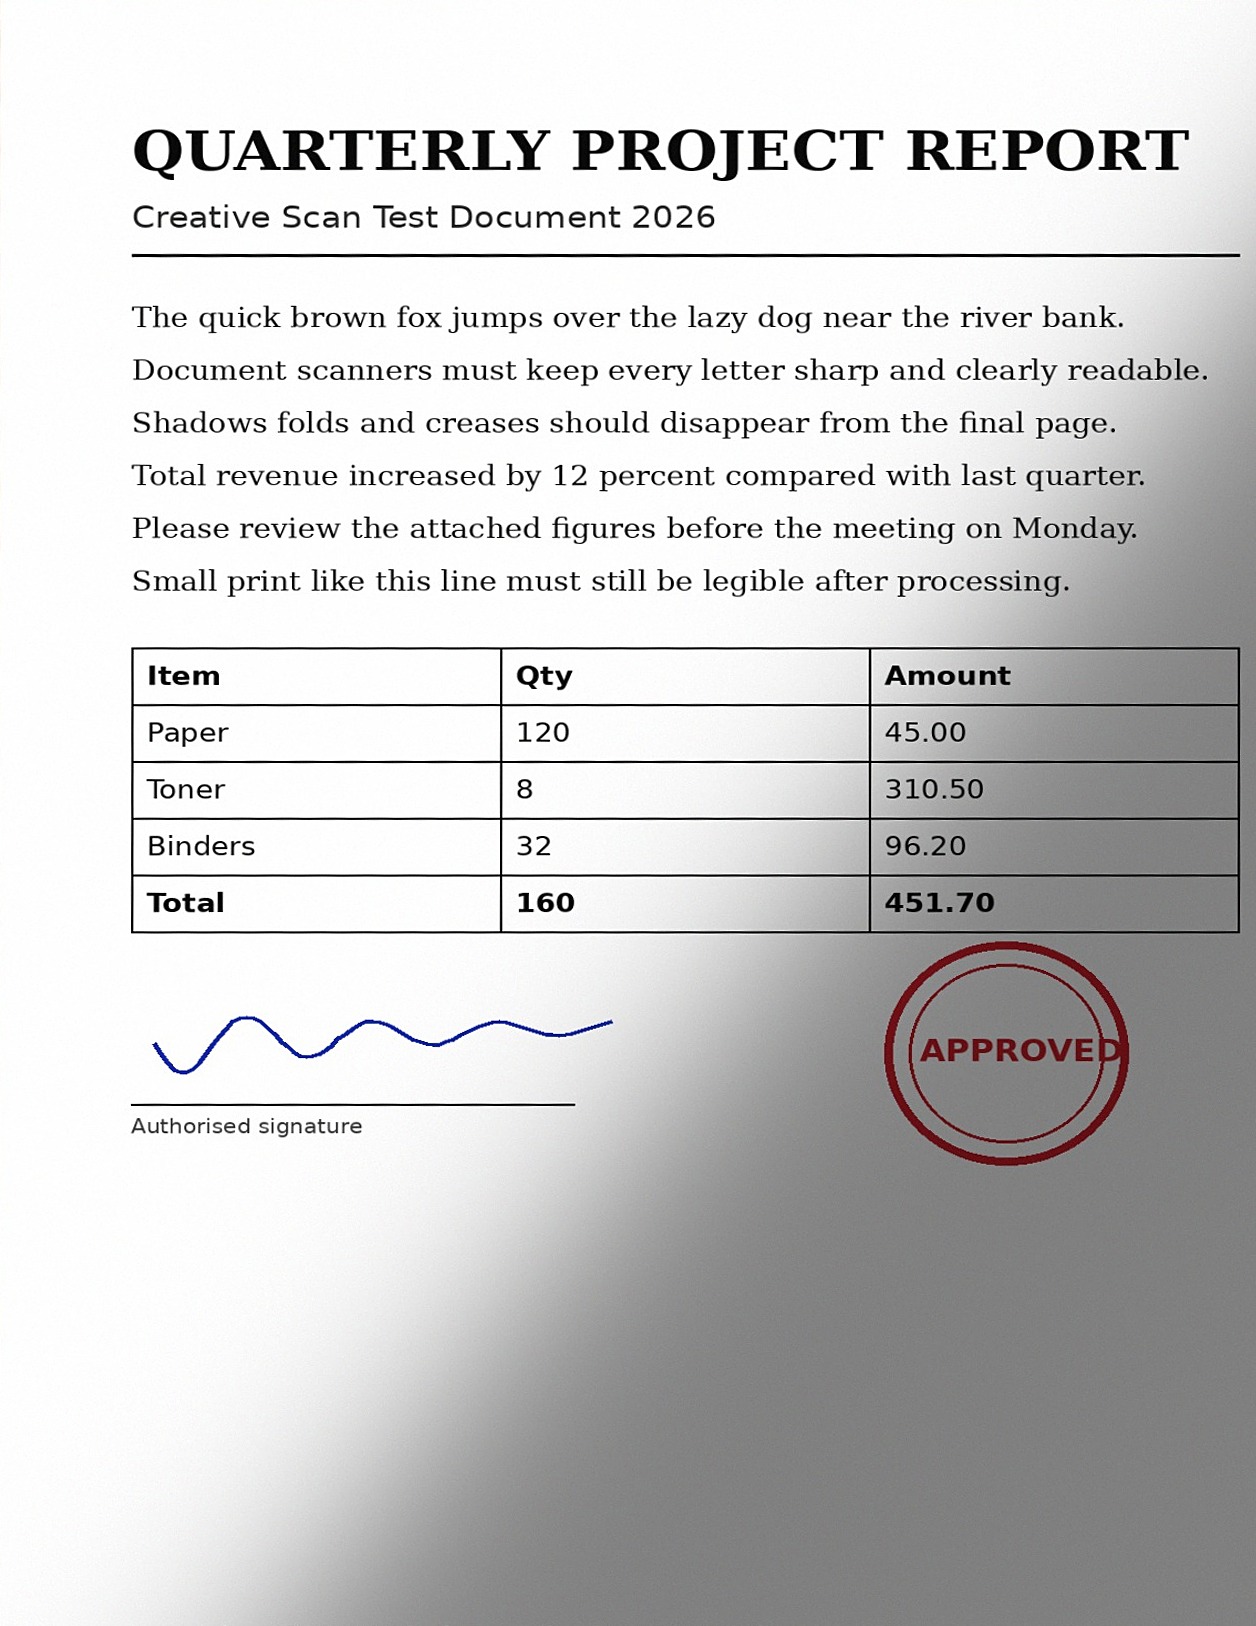 QUARTERLY PROJECT REPORT
Creative Scan Test Document 2026
The quick brown fox jumps over the lazy dog near the river bank.
Document scanners must keep every letter sharp and clearly readable.
Shadows folds and creases should disappear from the final page.
Total revenue increased by 12 percent compared with last quarter.
Please review the attached figures before the meeting on Monday.
Small print like this line must still be legible after processing.
Item Qty Amount
Paper 120 45.00
Toner 8 310.50
Binders 32 96.20
Total 160 451.70
APPROVED
Authorised signature